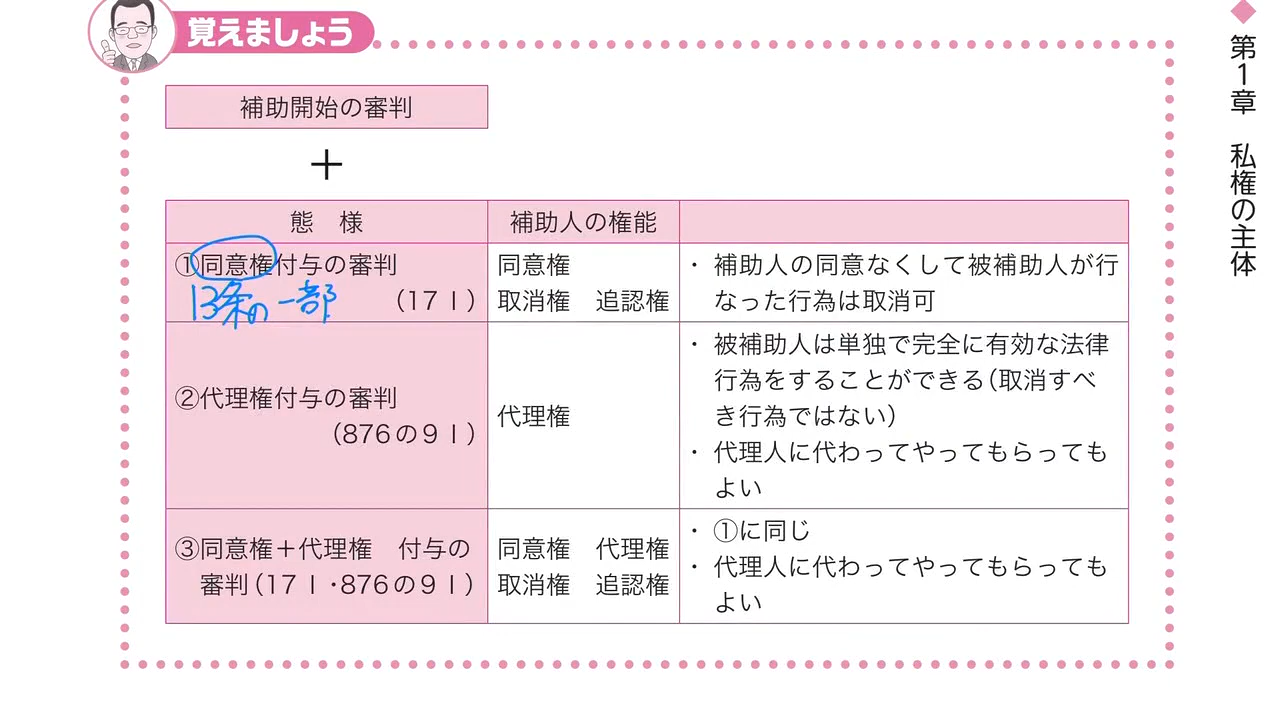 覚えましょう
補助開始の審判
+
態 様
補助人の権能
①同意権付与の審判
13条の一部
(17Ⅰ)
同意権
取消権 追認権
・ 補助人の同意なくして被補助人が行
なった行為は取消可
②代理権付与の審判
(876の9Ⅰ)
代理権
・ 被補助人は単独で完全に有効な法律
行為をすることができる(取消すべ
き行為ではない)
・ 代理人に代わってやってもらっても
よい
③同意権+代理権 付与の
審判(17Ⅰ・876の9Ⅰ)
同意権 代理権
取消権 追認権
・ ①に同じ
・ 代理人に代わってやってもらっても
よい
第1章 私権の主体